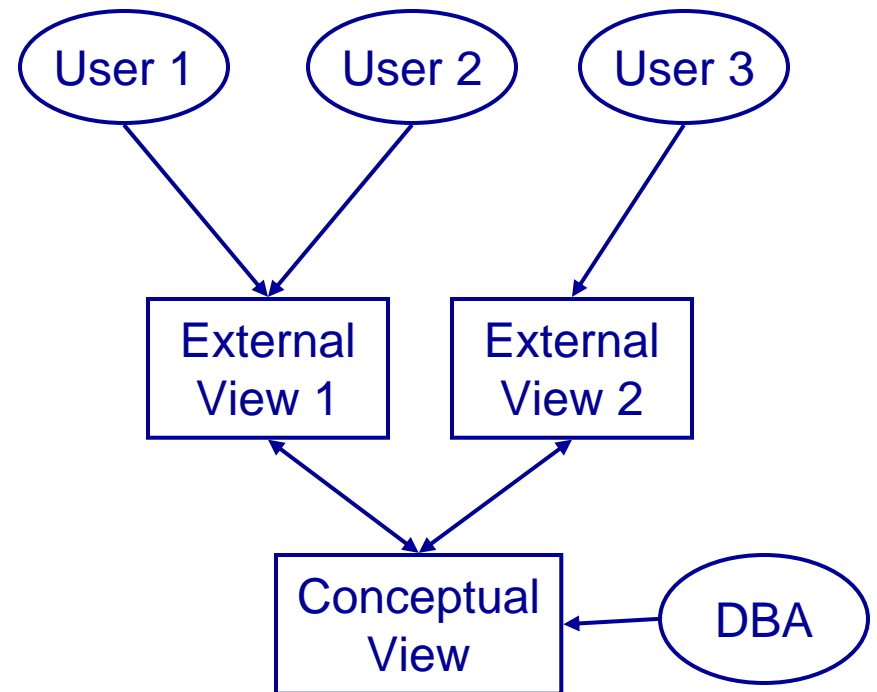 User 1
User 2
User 3
External
View 1
External
View 2
Conceptual
View
DBA